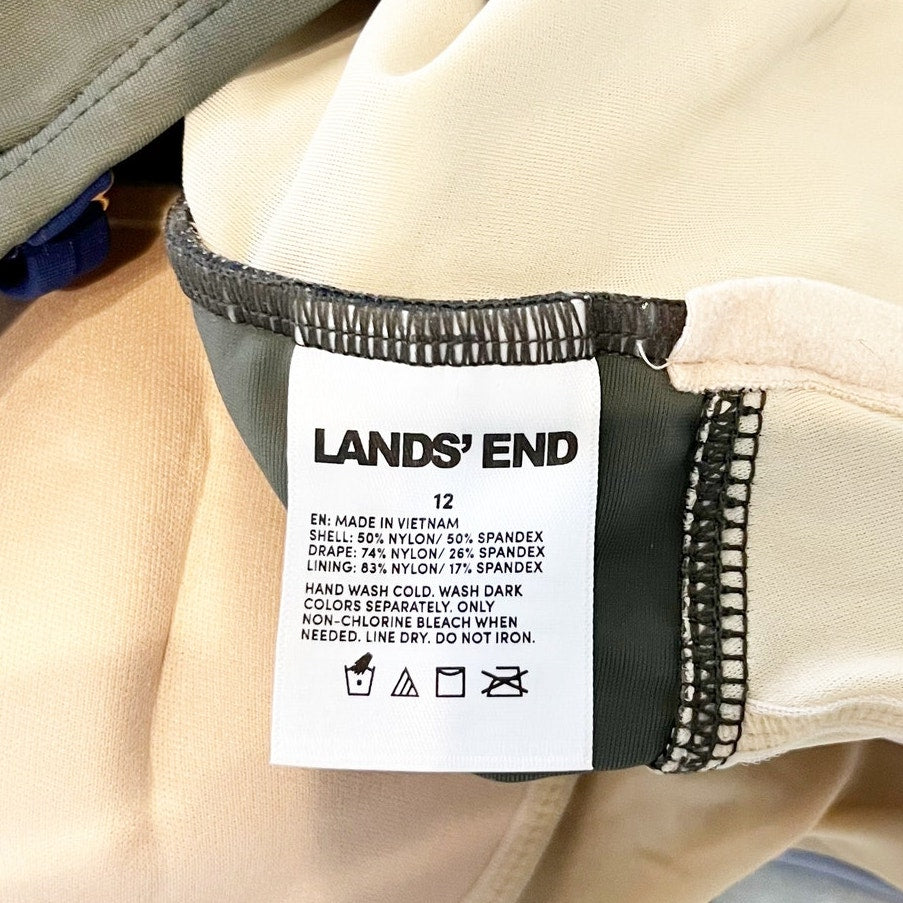 LANDS' END
12
EN: MADE IN VIETNAM
SHELL: 50% NYLON/ 50% SPANDEX
DRAPE: 74% NYLON/ 26% SPANDEX
LINING: 83% NYLON/ 17% SPANDEX
HAND WASH COLD. WASH DARK
COLORS SEPARATELY. ONLY
NON-CHLORINE BLEACH WHEN
NEEDED. LINE DRY. DO NOT IRON.